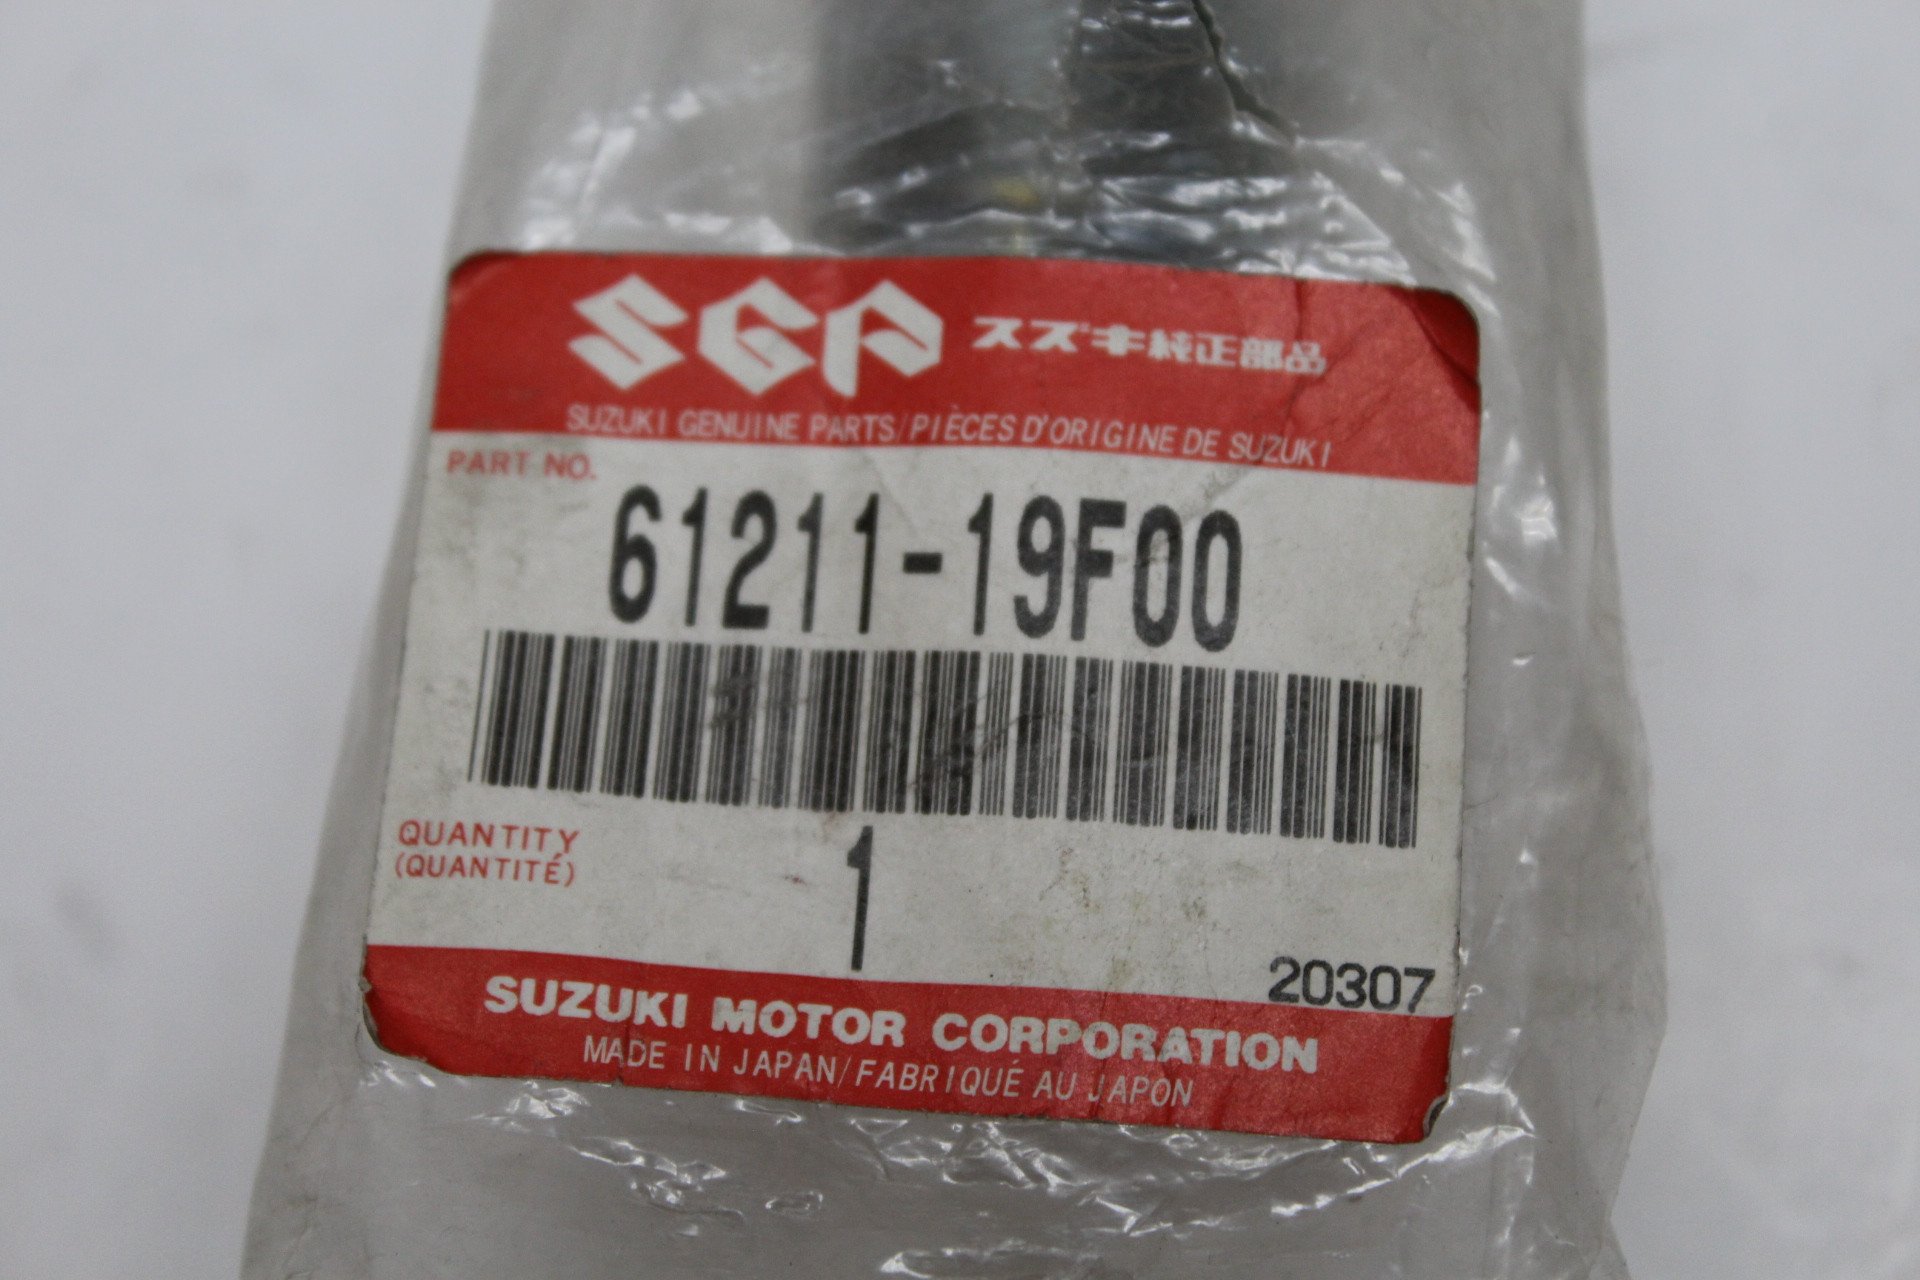 SGP スズキ純正部品
SUZUKI GENUINE PARTS/PIÈCES D'ORIGINE DE SUZUKI
PART NO.
61211-19F00
QUANTITY
(QUANTITÉ)
1
20307
SUZUKI MOTOR CORPORATION
MADE IN JAPAN/FABRIQUÉ AU JAPON